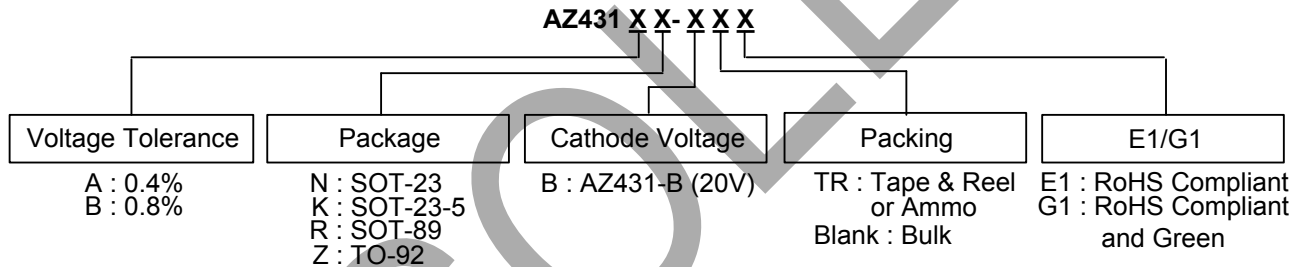 AZ431 X X- X X X
Voltage Tolerance
A : 0.4%
B : 0.8%
Package
N : SOT-23
K : SOT-23-5
R : SOT-89
Z : TO-92
Cathode Voltage
B : AZ431-B (20V)
Packing
TR : Tape & Reel
or Ammo
Blank : Bulk
E1/G1
E1 : RoHS Compliant
G1 : RoHS Compliant
and Green